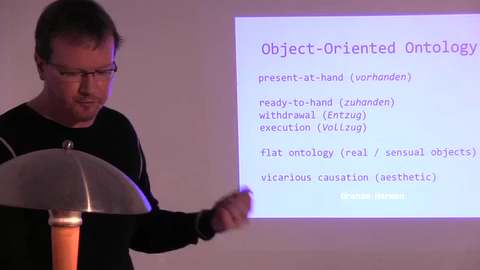 Object-Oriented Ontology
present-at-hand (vorhanden)
ready-to-hand (zuhanden)
withdrawal (Entzug)
execution (Vollzug)
flat ontology (real / sensual objects)
vicarious causation (aesthetic)
Graham Harman